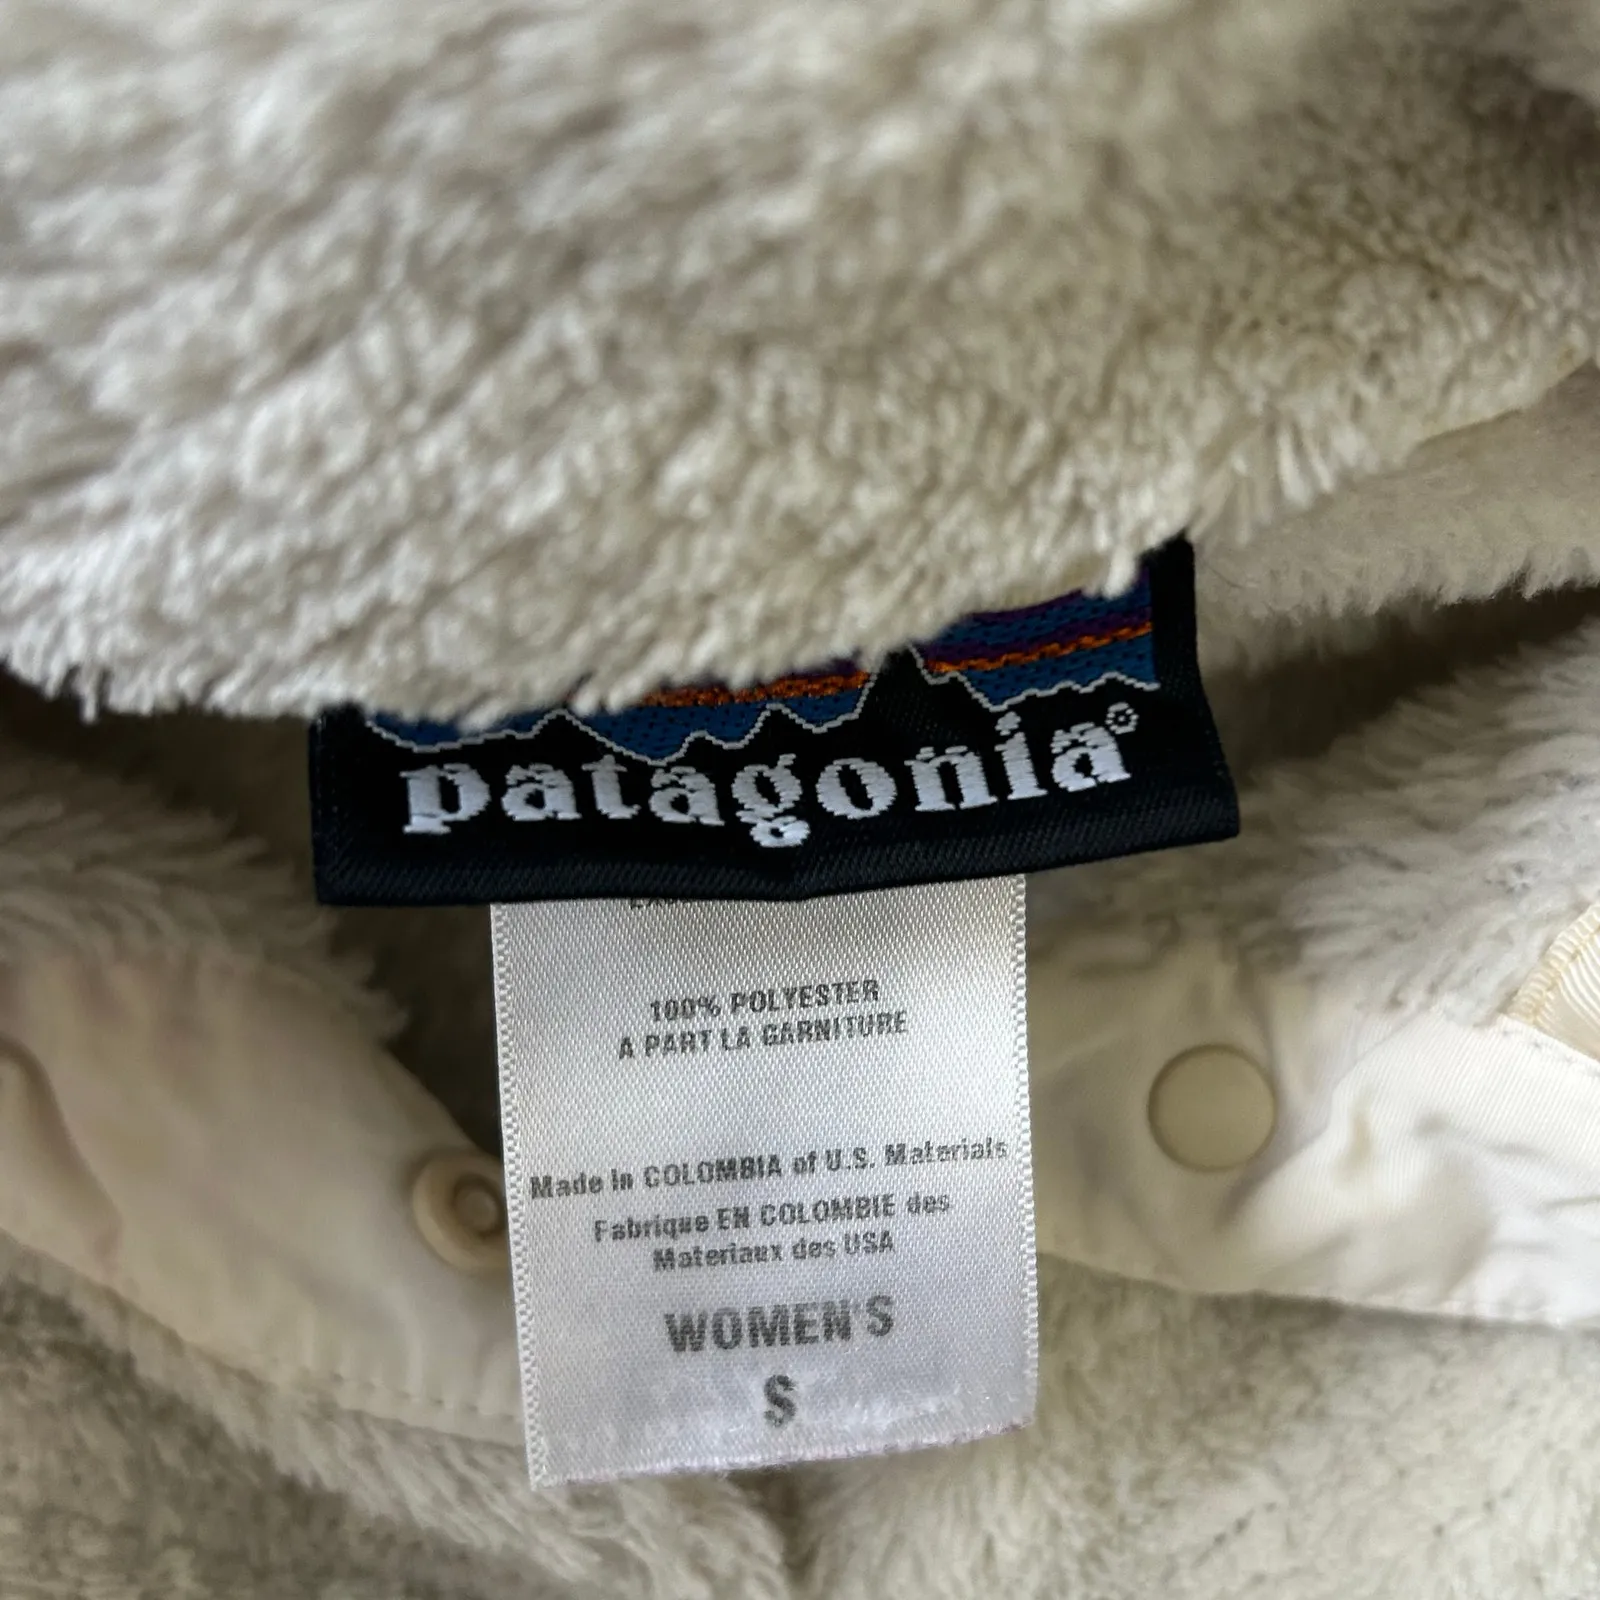 patagonia®
100% POLYESTER
A PART LA GARNITURE
Made in COLOMBIA of U.S. Materials
Fabrique EN COLOMBIE des
Materiaux des USA
WOMEN'S
S